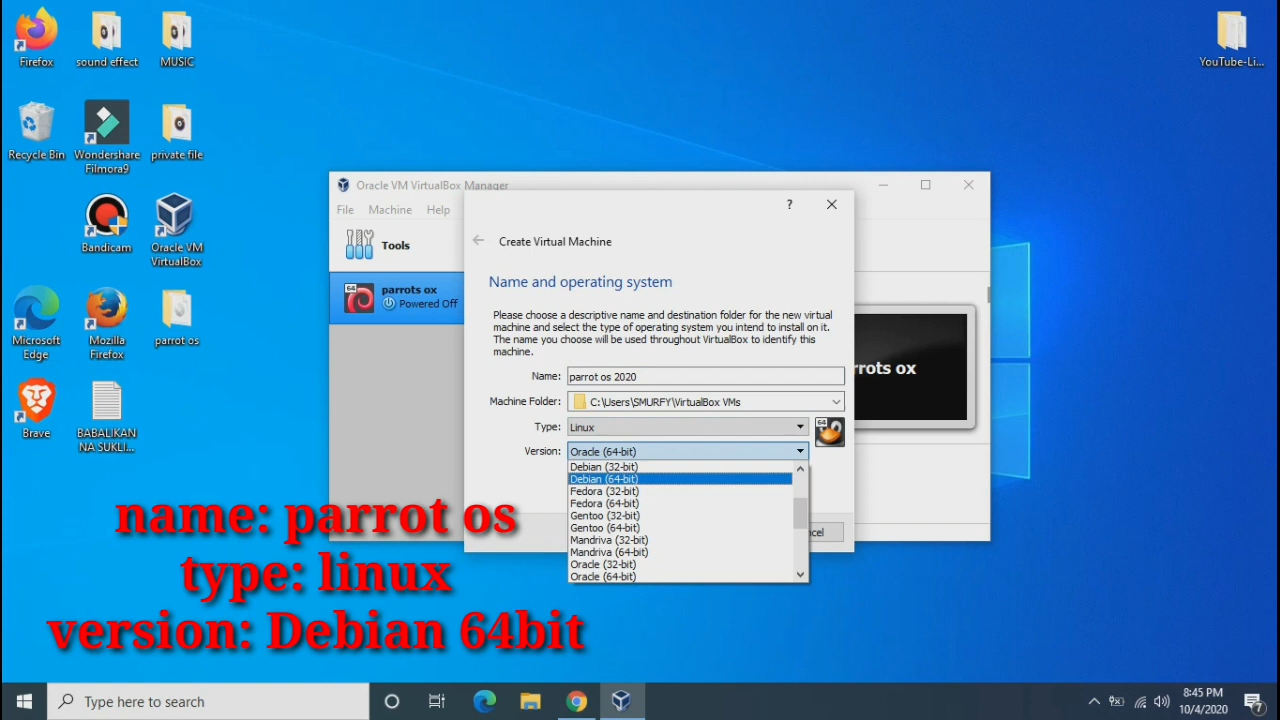 Firefox
sound effect
MUSIC
YouTube-Li...
Recycle Bin
Wondershare
Filmora9
private file
Bandicam
Oracle VM
VirtualBox
Microsoft
Edge
Mozilla
Firefox
parrot os
Brave
BABALIKAN
NA SUKLI...
Oracle VM VirtualBox Manager
File Machine Help
Tools
64
parrots ox
Powered Off
rrots ox
?
Create Virtual Machine
Name and operating system
Please choose a descriptive name and destination folder for the new virtual
machine and select the type of operating system you intend to install on it.
The name you choose will be used throughout VirtualBox to identify this
machine.
Name: parrot os 2020
Machine Folder: C:\Users\SMURFY\VirtualBox VMs
Type: Linux
64
Version: Oracle (64-bit)
Debian (32-bit)
Debian (64-bit)
Fedora (32-bit)
Fedora (64-bit)
Gentoo (32-bit)
Gentoo (64-bit)
Mandriva (32-bit)
Mandriva (64-bit)
Oracle (32-bit)
Oracle (64-bit)
ncel
name: parrot os
type: linux
version: Debian 64bit
Type here to search
8:45 PM
10/4/2020
7